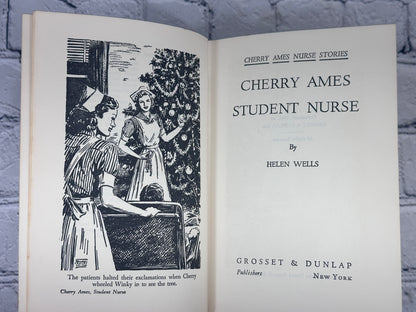 The patients halted their exclamations when Cherry
wheeled Winky in to see the tree.
Cherry Ames, Student Nurse
CHERRY AMES NURSE STORIES
CHERRY AMES
STUDENT NURSE
By
HELEN WELLS
GROSSET & DUNLAP
Publishers NEW YORK